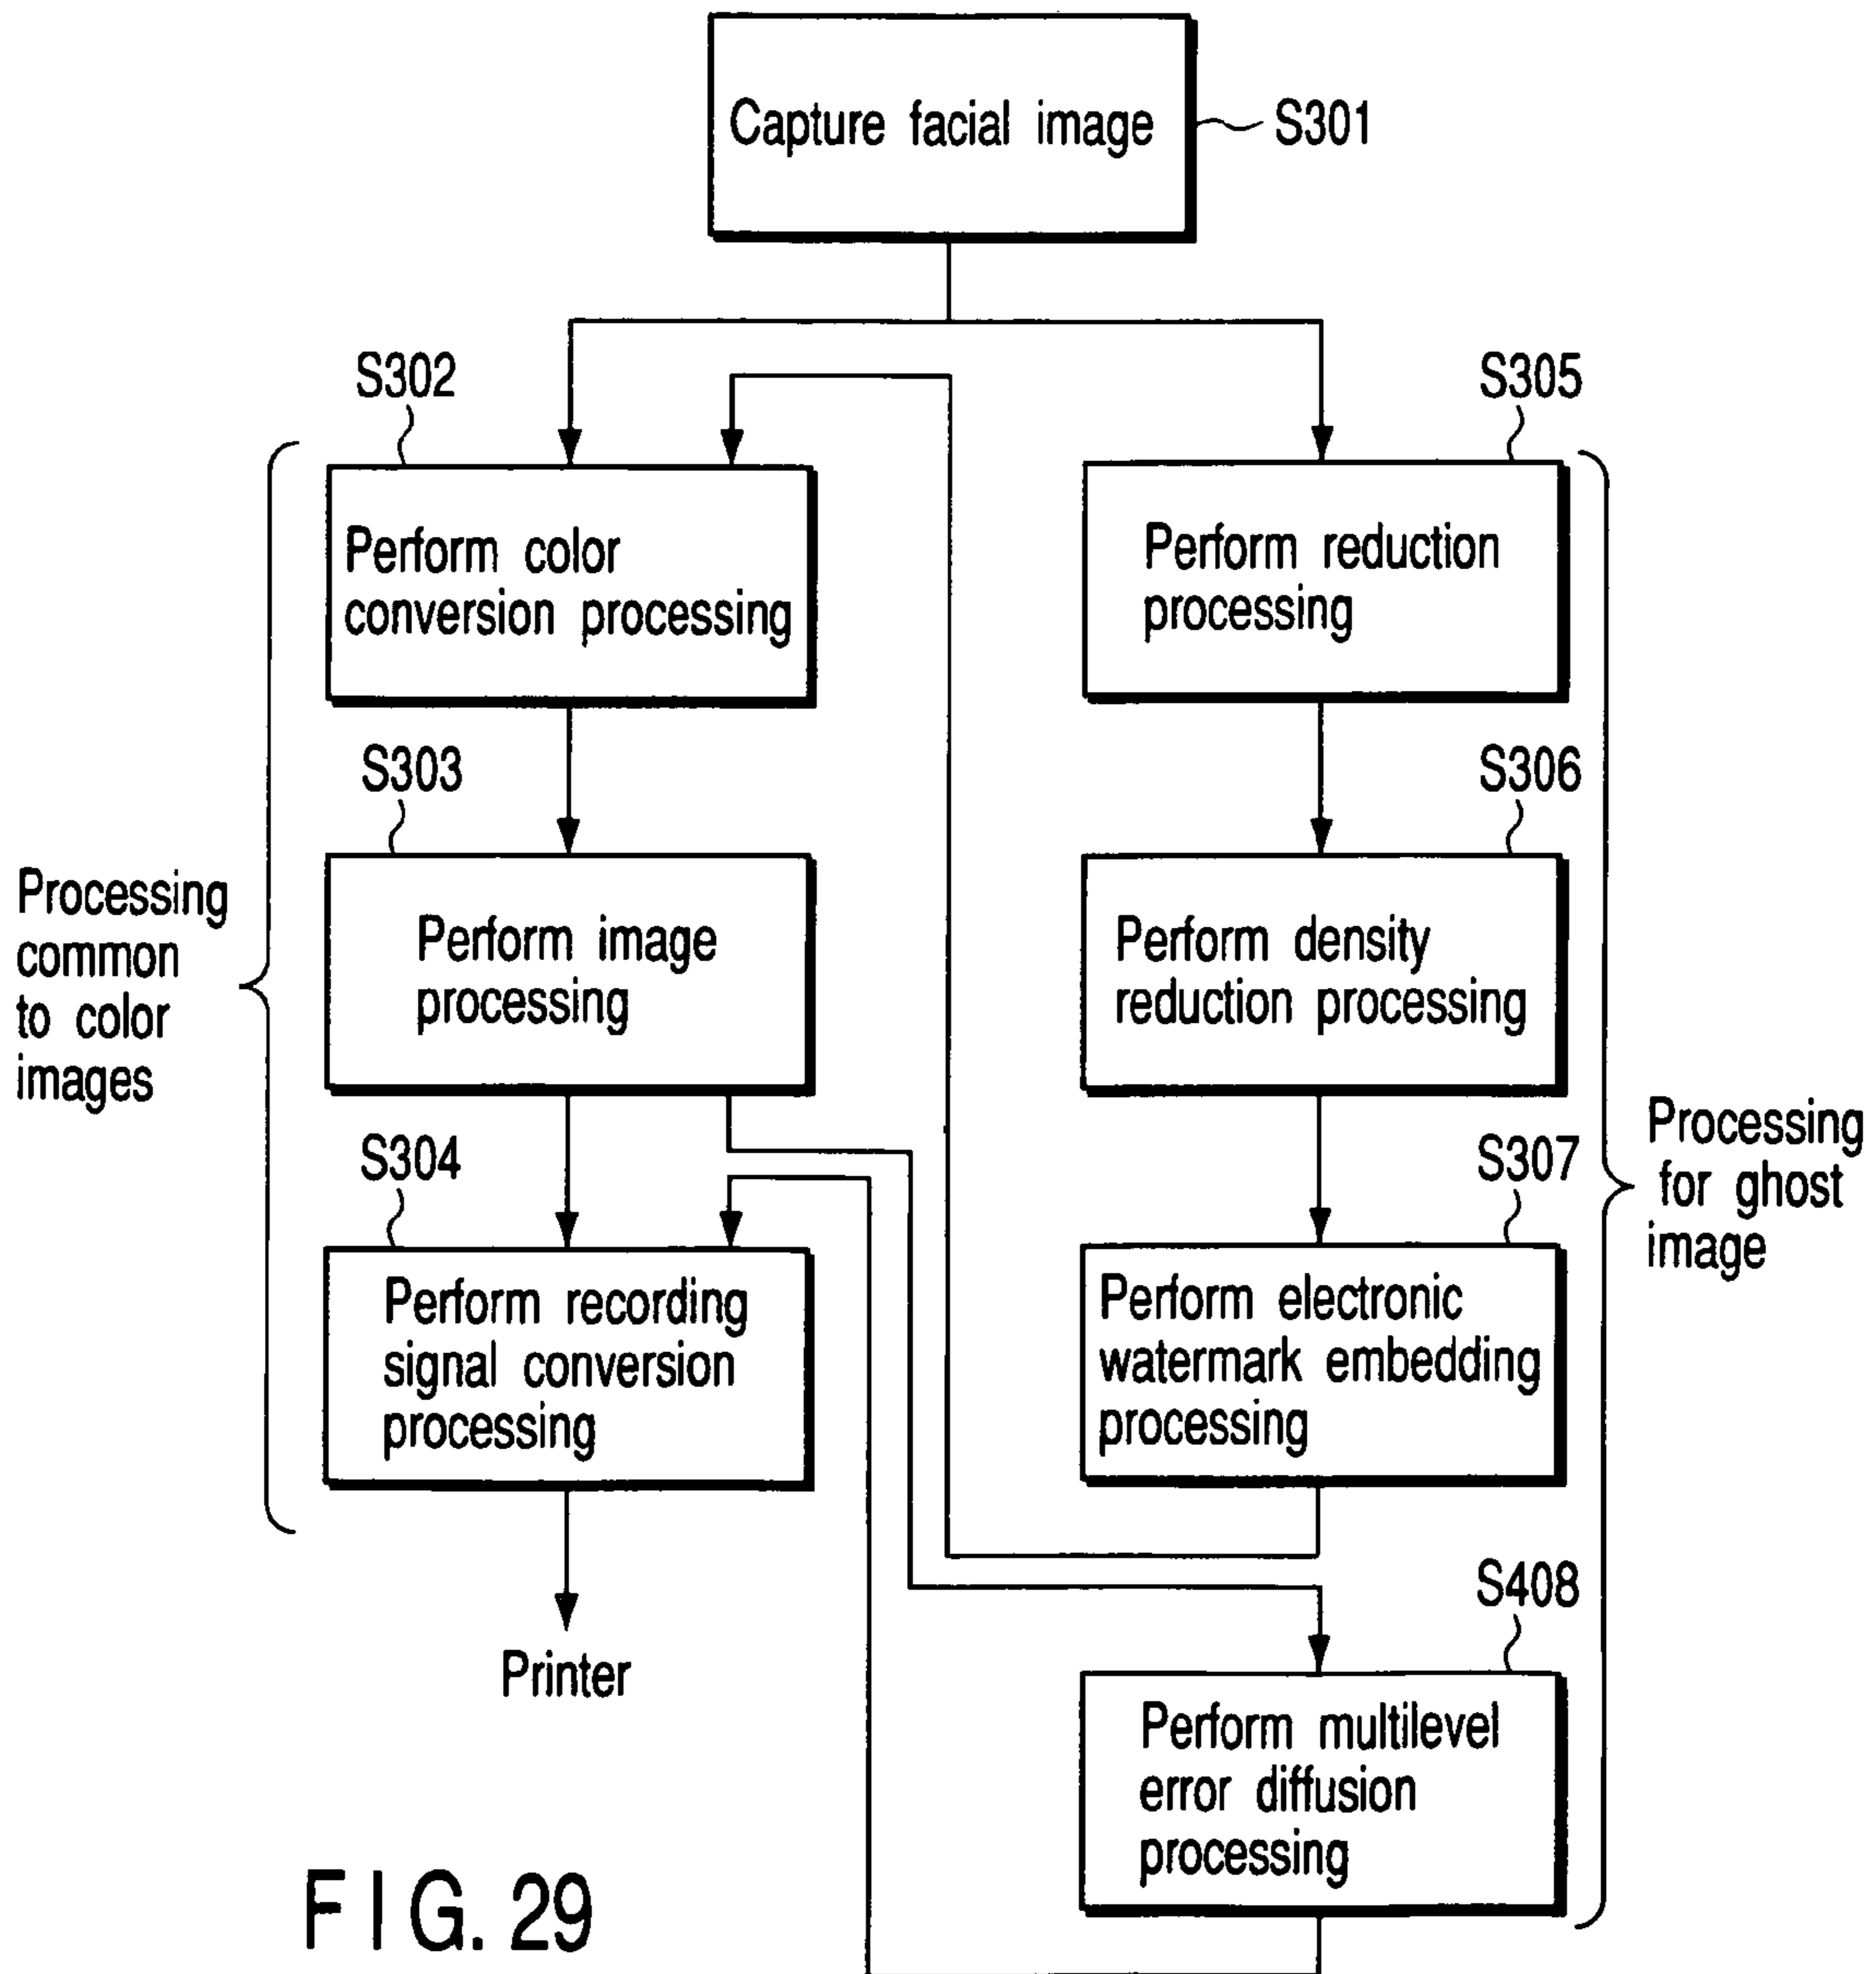 Capture facial image
S301
S302
Perform color
conversion processing
S303
Perform image
processing
S304
Perform recording
signal conversion
processing
Printer
Processing
common
to color
images
S305
Perform reduction
processing
S306
Perform density
reduction processing
S307
Perform electronic
watermark embedding
processing
S408
Perform multilevel
error diffusion
processing
Processing
for ghost
image
FIG. 29